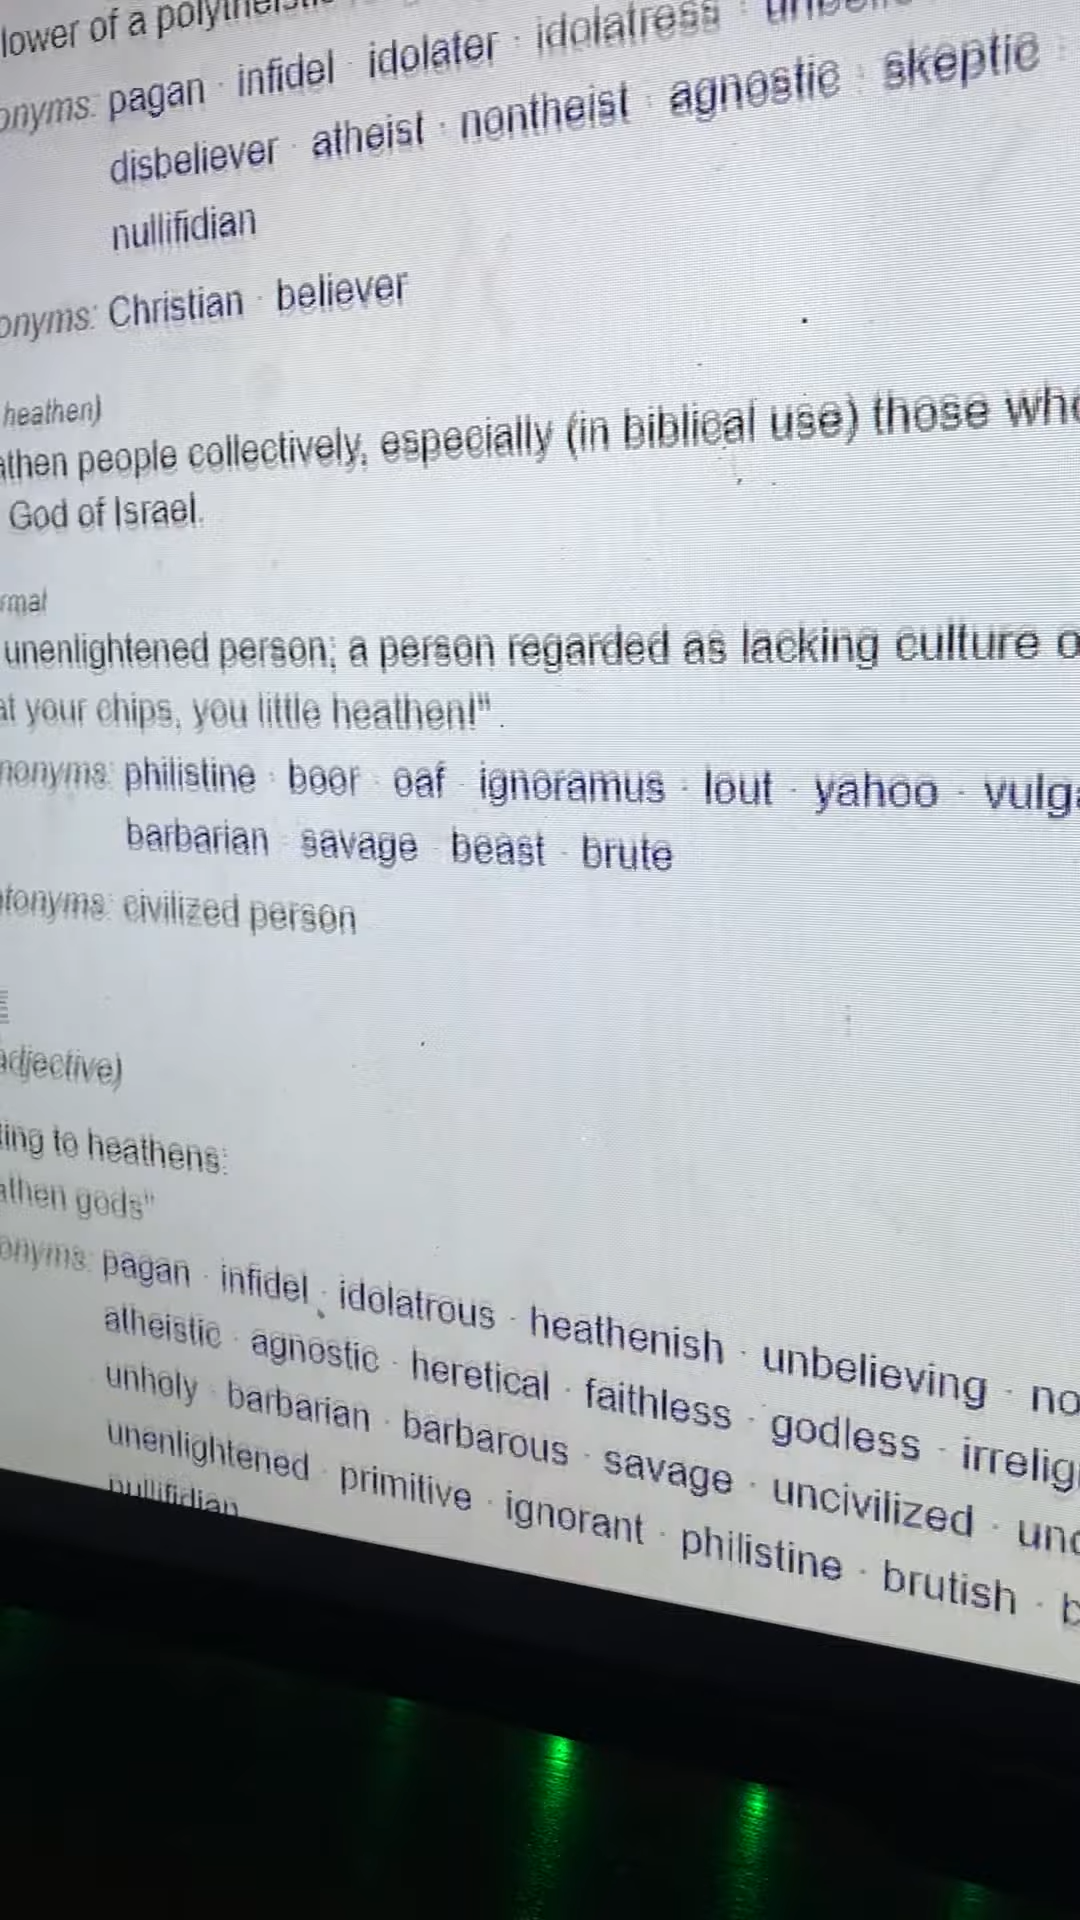 lower of a polytheistic
onyms: pagan · infidel · idolater · idolatress ·
disbeliever · atheist · nontheist · agnostic · skeptic ·
nullifidian
onyms: Christian · believer
heathen)
athen people collectively, especially (in biblical use) those who
God of Israel.
rmal
unenlightened person; a person regarded as lacking culture o
at your chips, you little heathen!"
nonyms: philistine · boor · oaf · ignoramus · lout · yahoo · vulga
barbarian · savage · beast · brute
ntonyms: civilized person
adjective)
ting to heathens:
athen gods"
onyms: pagan · infidel · idolatrous · heathenish · unbelieving · no
atheistic · agnostic · heretical · faithless · godless · irrelig
unholy · barbarian · barbarous · savage · uncivilized · unc
unenlightened · primitive · ignorant · philistine · brutish · b
nullifidian